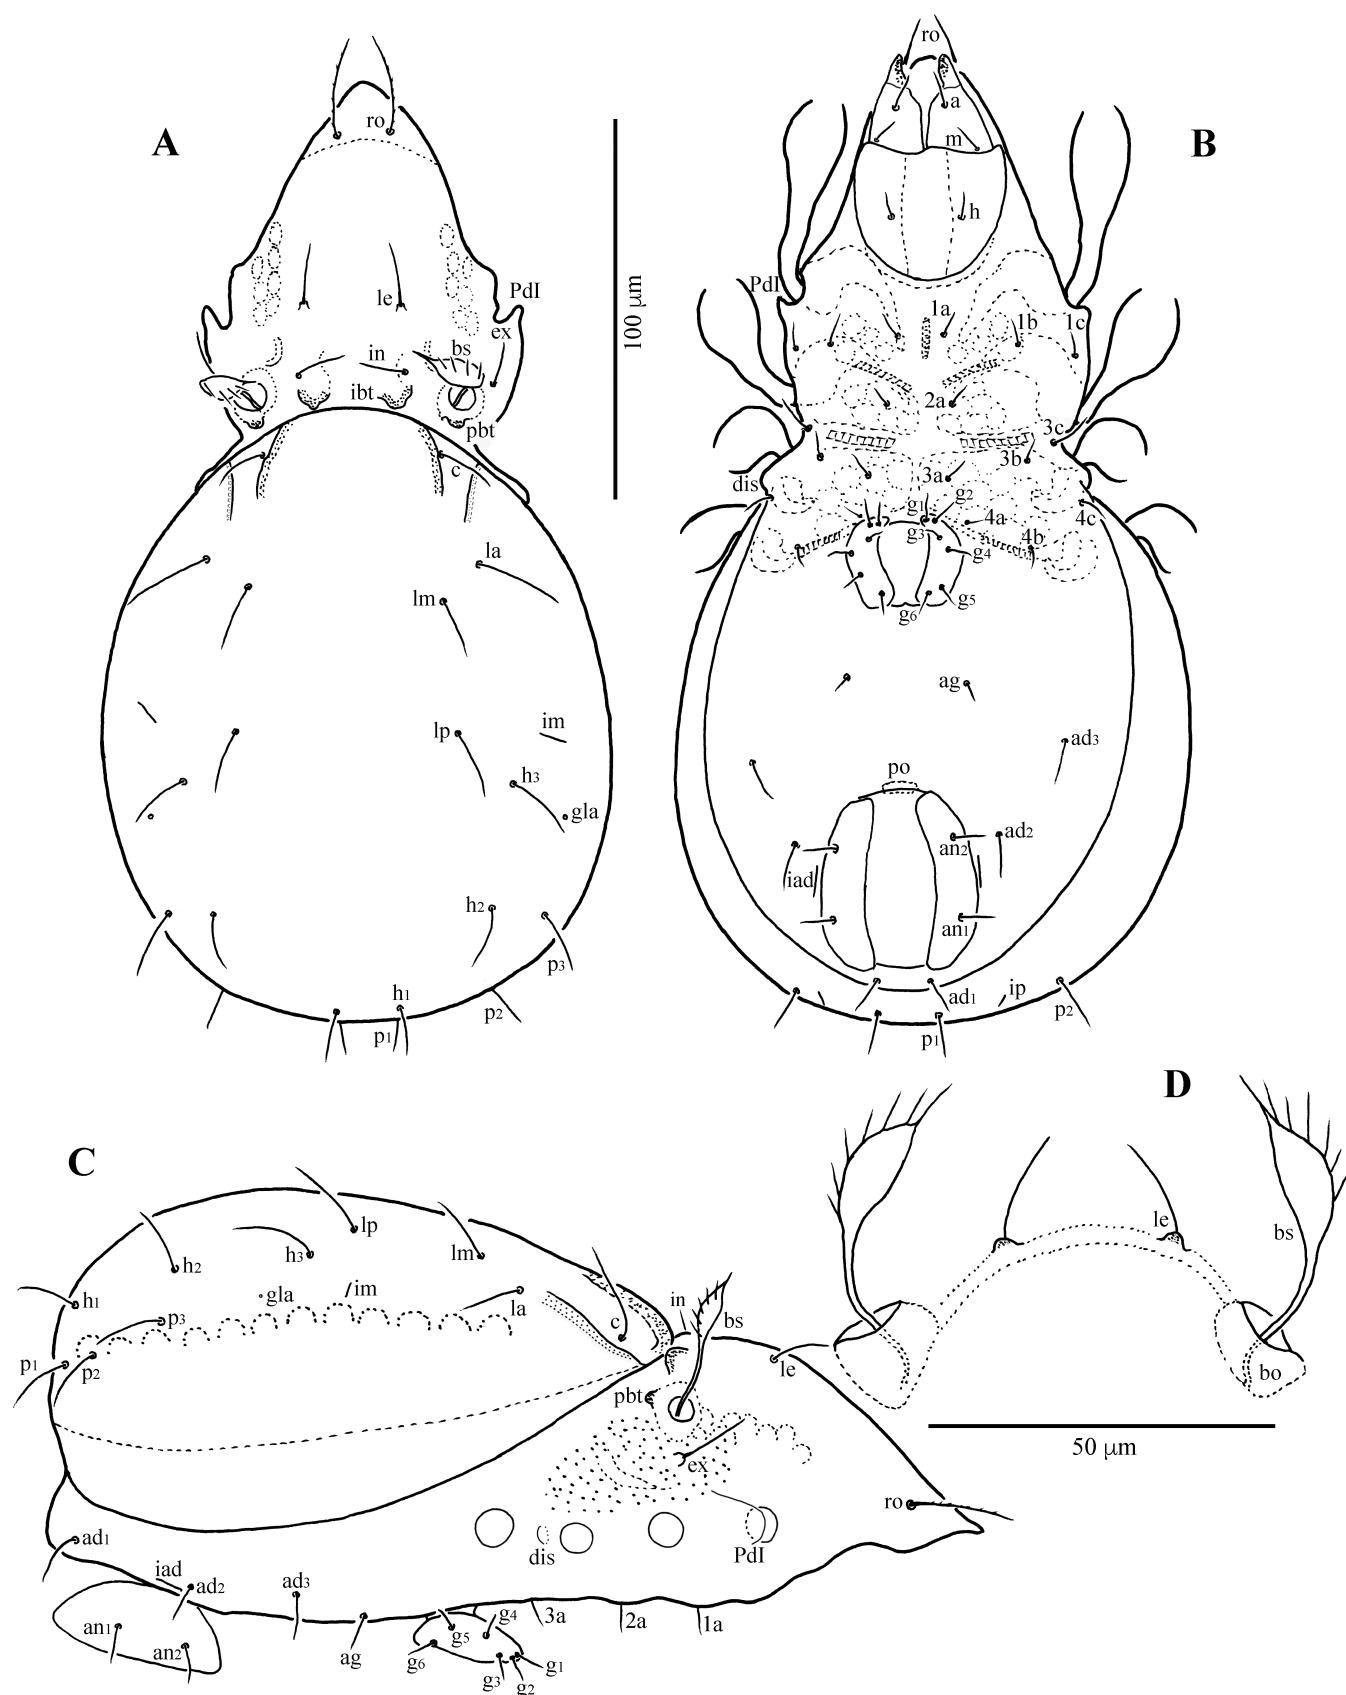 A
ro
le
PdI
ex
bs
in
ibt
pbt
c
la
lm
lp
im
h3
gla
h2
p3
h1
p2
p1
100 µm
B
ro
a
m
h
PdI
1a
1b
1c
2a
3c
3b
3a
dis
g1
g2
4a
4c
g3
4b
g4
g5
g6
ag
ad3
po
an2
ad2
iad
an1
ad1
ip
p2
p1
C
lp
h2
h3
lm
gla
im
h1
la
p3
c
in
bs
p1
p2
le
pbt
ex
ro
dis
PdI
ad1
iad
ad2
ad3
an1
an2
ag
g6
g5
g4
g3
g2
g1
3a
2a
1a
D
le
bs
bo
50 µm